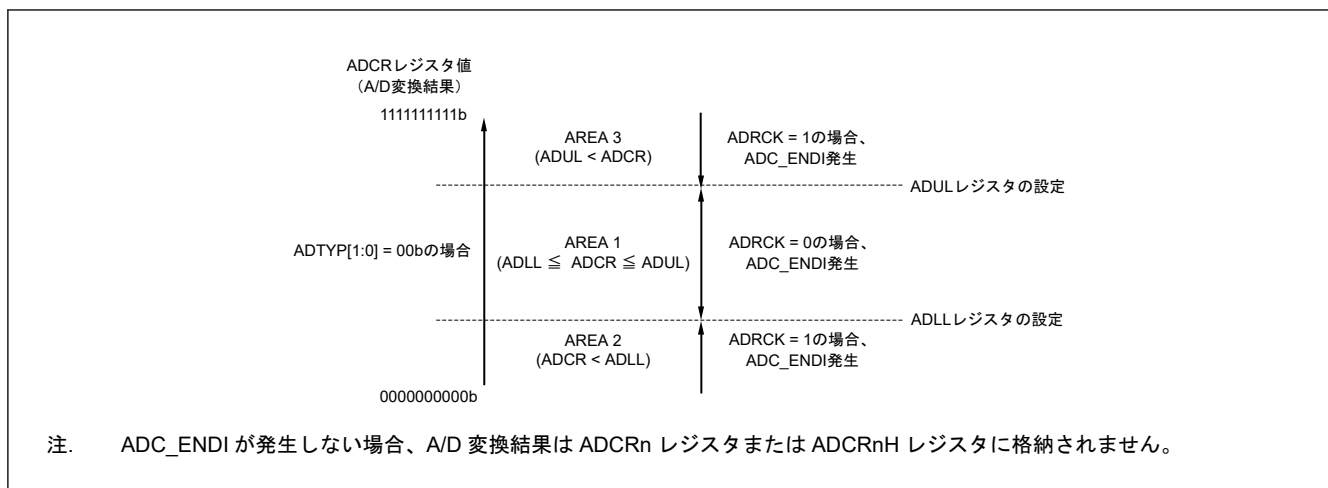 ADCRレジスタ値
（A/D変換結果）
1111111111b
AREA 3
(ADUL < ADCR)
ADRCK = 1の場合、
ADC_ENDI発生
ADULレジスタの設定
ADTYP[1:0] = 00bの場合
AREA 1
(ADLL ≦ ADCR ≦ ADUL)
ADRCK = 0の場合、
ADC_ENDI発生
ADLLレジスタの設定
AREA 2
(ADCR < ADLL)
ADRCK = 1の場合、
ADC_ENDI発生
0000000000b
注. ADC_ENDI が発生しない場合、A/D 変換結果は ADCRn レジスタまたは ADCRnH レジスタに格納されません。